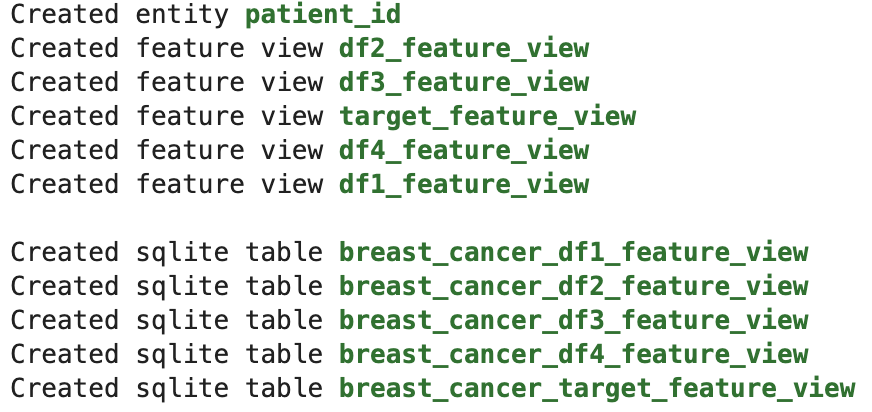 Created entity patient_id
Created feature view df2_feature_view
Created feature view df3_feature_view
Created feature view target_feature_view
Created feature view df4_feature_view
Created feature view df1_feature_view
Created sqlite table breast_cancer_df1_feature_view
Created sqlite table breast_cancer_df2_feature_view
Created sqlite table breast_cancer_df3_feature_view
Created sqlite table breast_cancer_df4_feature_view
Created sqlite table breast_cancer_target_feature_view